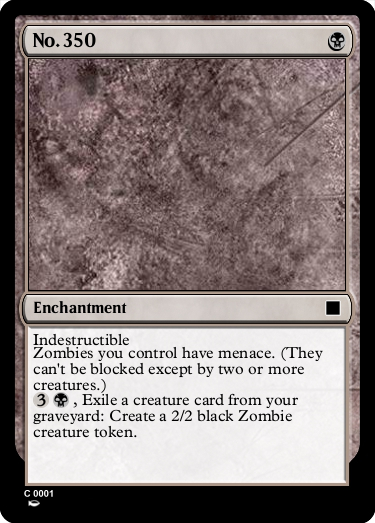 No. 350
Enchantment
Indestructible
Zombies you control have menace. (They
can't be blocked except by two or more
creatures.)
3 , Exile a creature card from your
graveyard: Create a 2/2 black Zombie
creature token.
C 0001